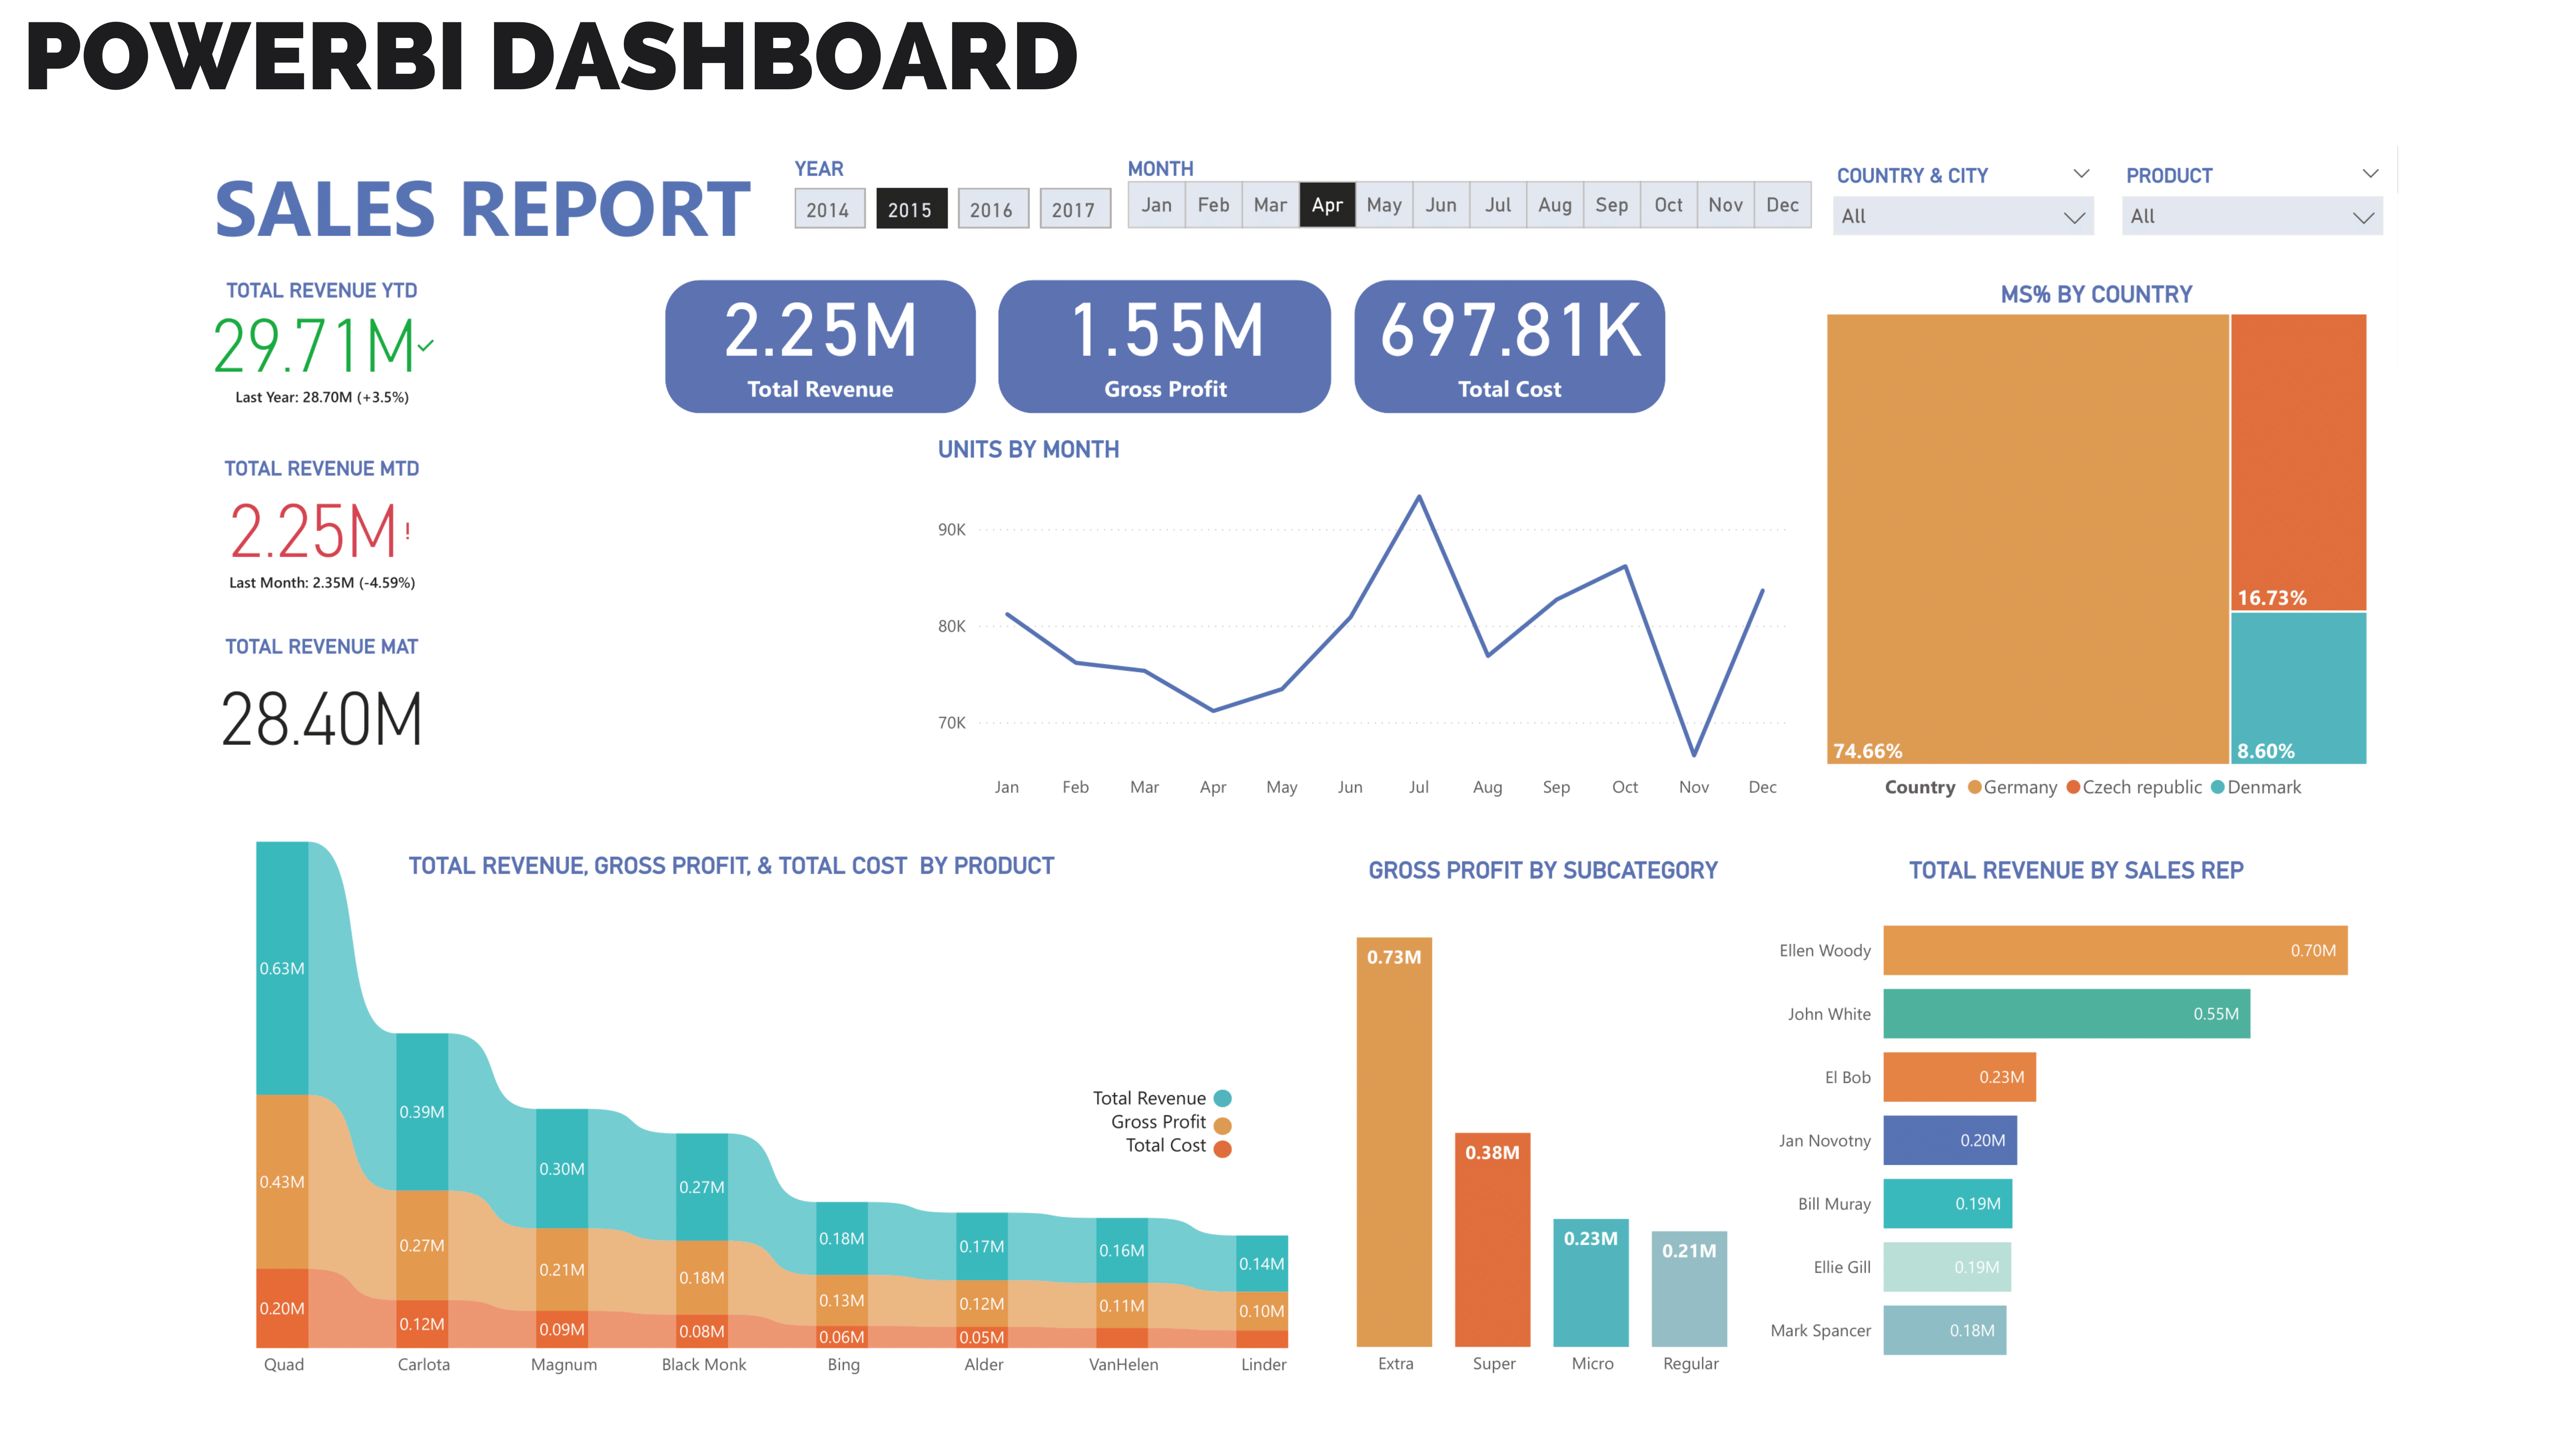 POWERBI DASHBOARD
SALES REPORT
YEAR
2014 2015 2016 2017
MONTH
Jan Feb Mar Apr May Jun Jul Aug Sep Oct Nov Dec
COUNTRY & CITY
All
PRODUCT
All
TOTAL REVENUE YTD
29.71M
Last Year: 28.70M (+3.5%)
TOTAL REVENUE MTD
2.25M!
Last Month: 2.35M (-4.59%)
TOTAL REVENUE MAT
28.40M
2.25M
Total Revenue
1.55M
Gross Profit
697.81K
Total Cost
UNITS BY MONTH
90K
80K
70K
Jan Feb Mar Apr May Jun Jul Aug Sep Oct Nov Dec
MS% BY COUNTRY
74.66%
16.73%
8.60%
Country Germany Czech republic Denmark
TOTAL REVENUE, GROSS PROFIT, & TOTAL COST BY PRODUCT
Total Revenue
Gross Profit
Total Cost
0.63M
0.43M
0.20M
0.39M
0.27M
0.12M
0.30M
0.21M
0.09M
0.27M
0.18M
0.08M
0.18M
0.13M
0.06M
0.17M
0.12M
0.05M
0.16M
0.11M
0.14M
0.10M
Quad Carlota Magnum Black Monk Bing Alder VanHelen Linder
GROSS PROFIT BY SUBCATEGORY
0.73M
0.38M
0.23M
0.21M
Extra Super Micro Regular
TOTAL REVENUE BY SALES REP
Ellen Woody 0.70M
John White 0.55M
El Bob 0.23M
Jan Novotny 0.20M
Bill Muray 0.19M
Ellie Gill 0.19M
Mark Spancer 0.18M